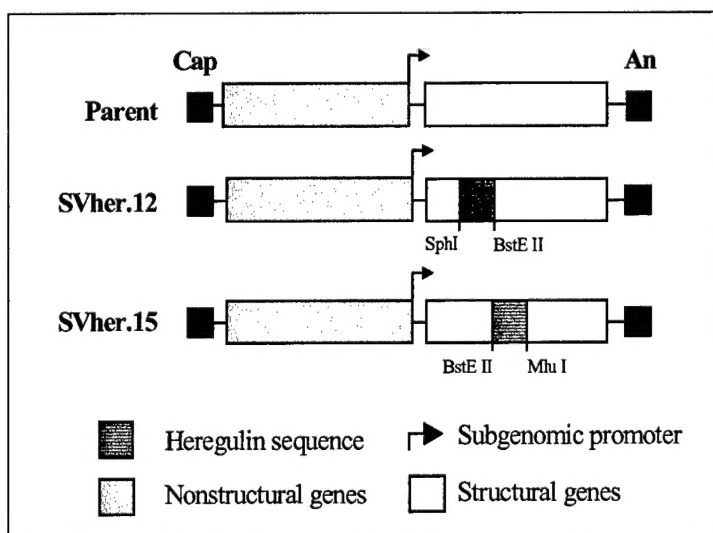 Cap An
Parent
SVher.12
SphI BstE II
SVher.15
BstE II Mlu I
Heregulin sequence Subgenomic promoter
Nonstructural genes Structural genes